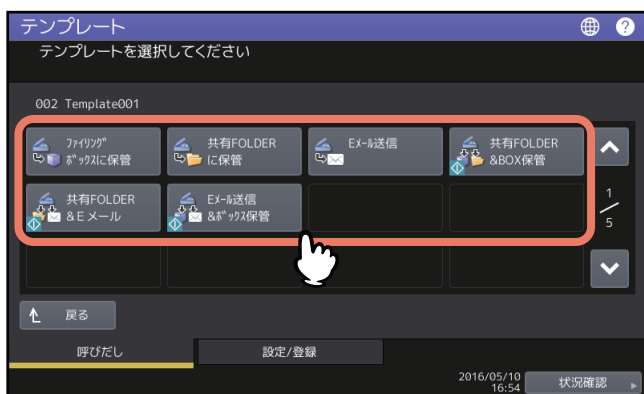 テンプレート
?
テンプレートを選択してください
002 Template001
ﾌｧｲﾘﾝｸﾞ
ﾎﾞｯｸｽに保管
共有FOLDER
に保管
Eﾒｰﾙ送信
共有FOLDER
&BOX保管
共有FOLDER
&Eメール
Eﾒｰﾙ送信
&ﾎﾞｯｸｽ保管
1
5
戻る
呼びだし
設定/登録
2016/05/10
16:54
状況確認